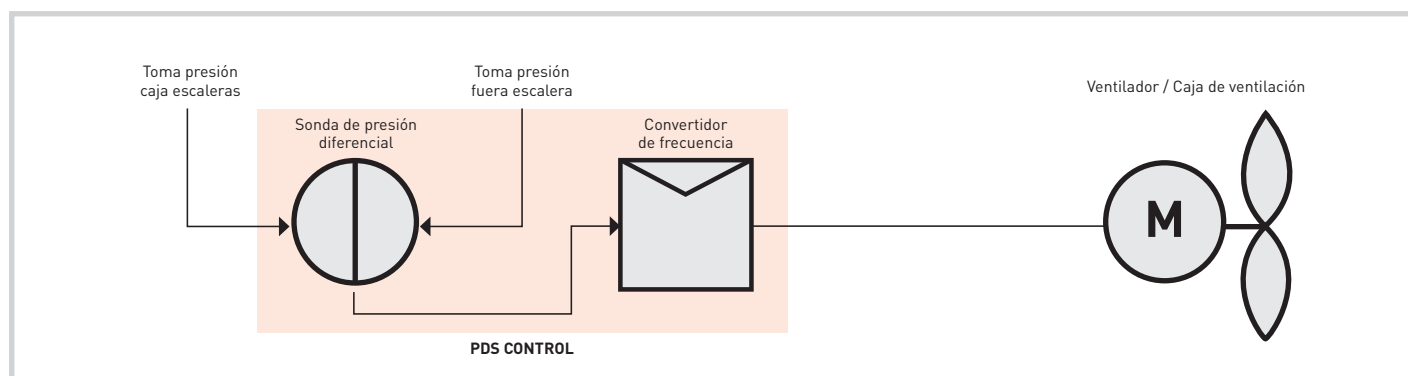 Toma presión
caja escaleras
Toma presión
fuera escalera
Sonda de presión
diferencial
Convertidor
de frecuencia
Ventilador / Caja de ventilación
M
PDS CONTROL